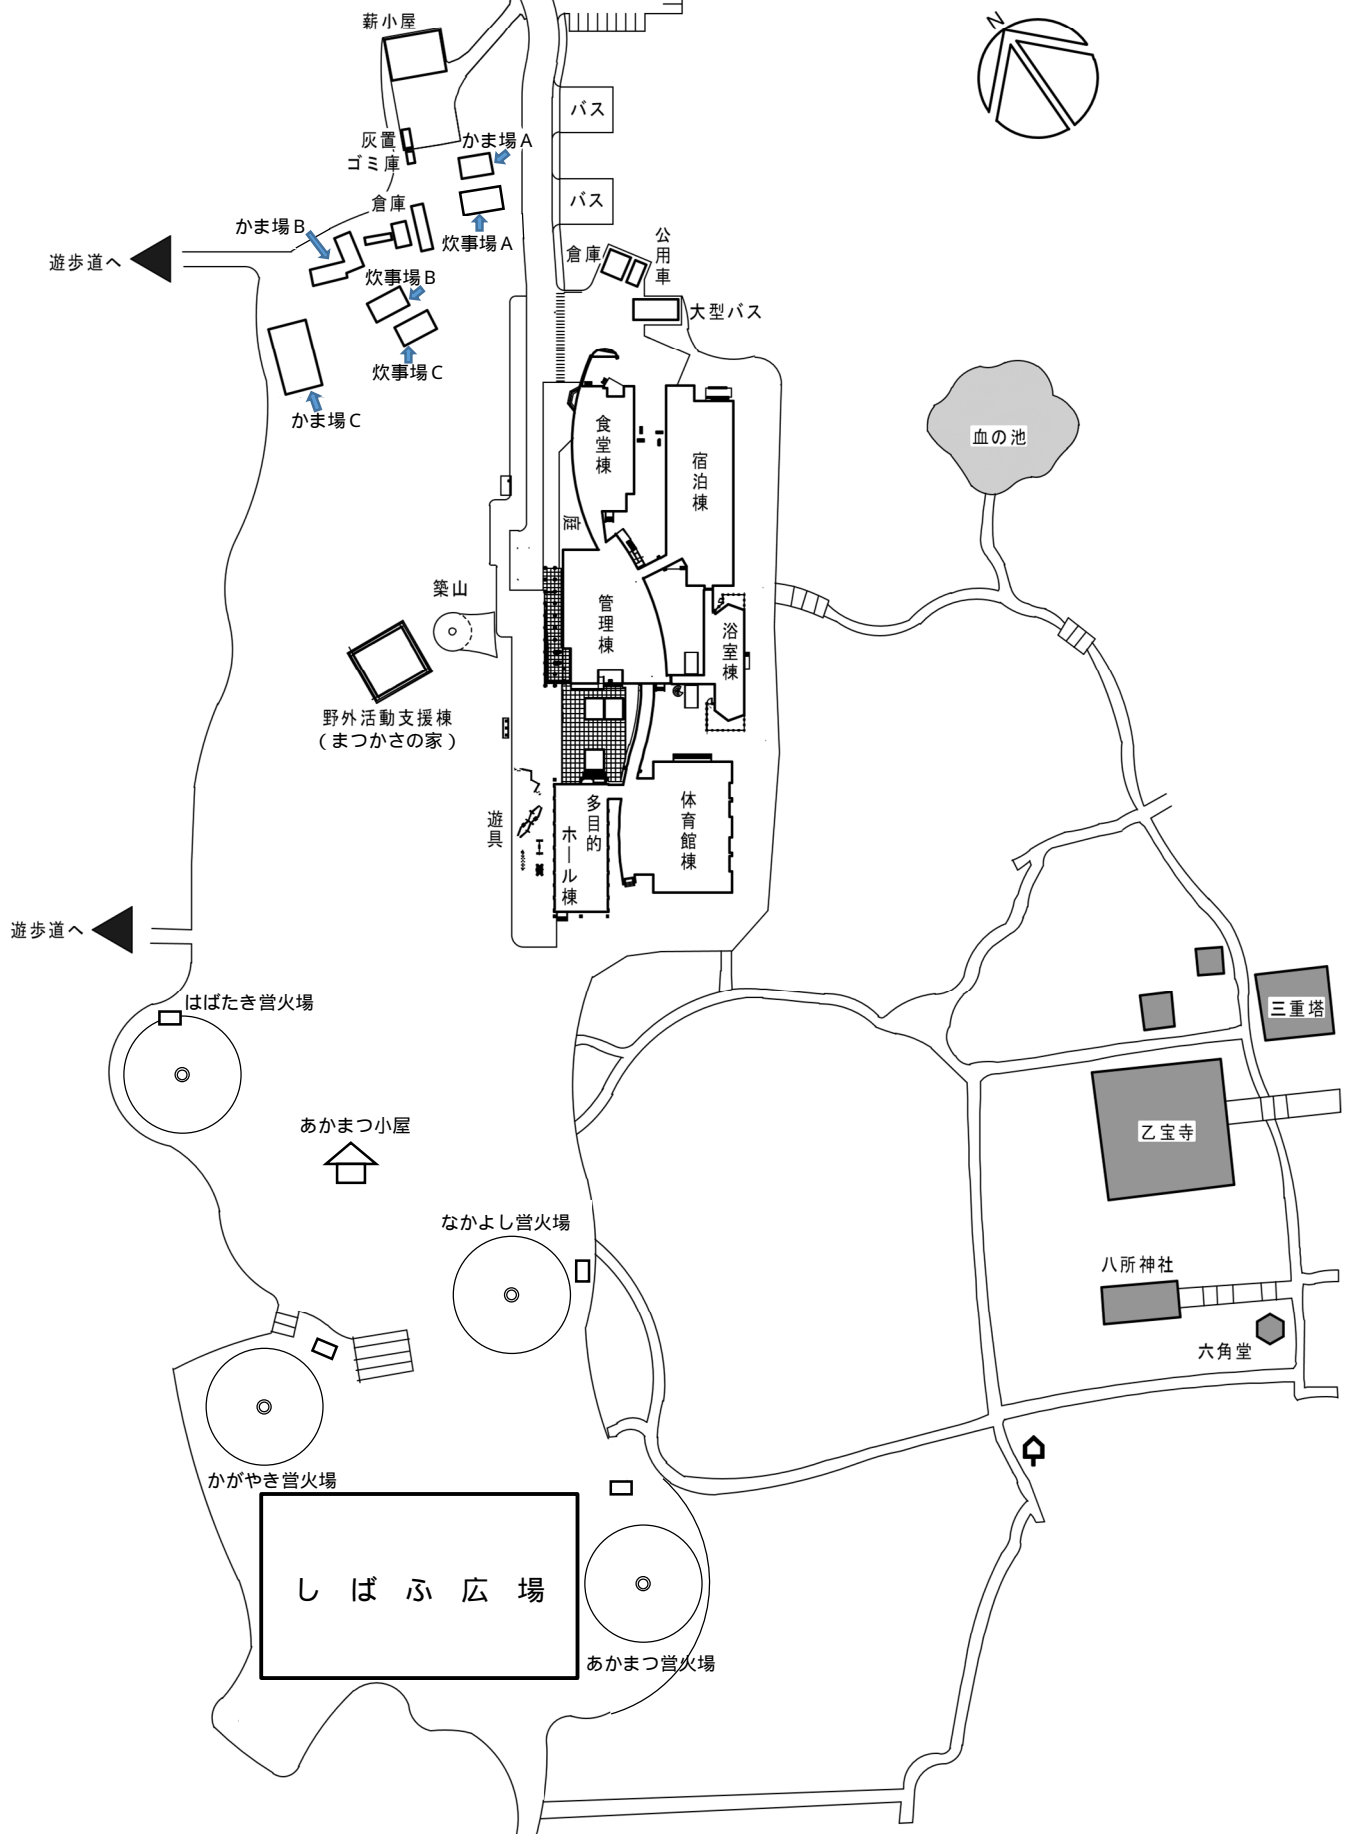 薪小屋
N
バス
灰置
ゴミ庫
かま場A
バス
倉庫
かま場B
炊事場A
遊歩道へ
倉庫
公用車
炊事場B
大型バス
炊事場C
かま場C
食堂棟
宿泊棟
血の池
庭
築山
管理棟
浴室棟
野外活動支援棟
(まつかさの家)
遊具
多目的
ホール棟
体育館棟
遊歩道へ
はばたき営火場
三重塔
あかまつ小屋
乙宝寺
なかよし営火場
八所神社
六角堂
かがやき営火場
しばふ広場
あかまつ営火場